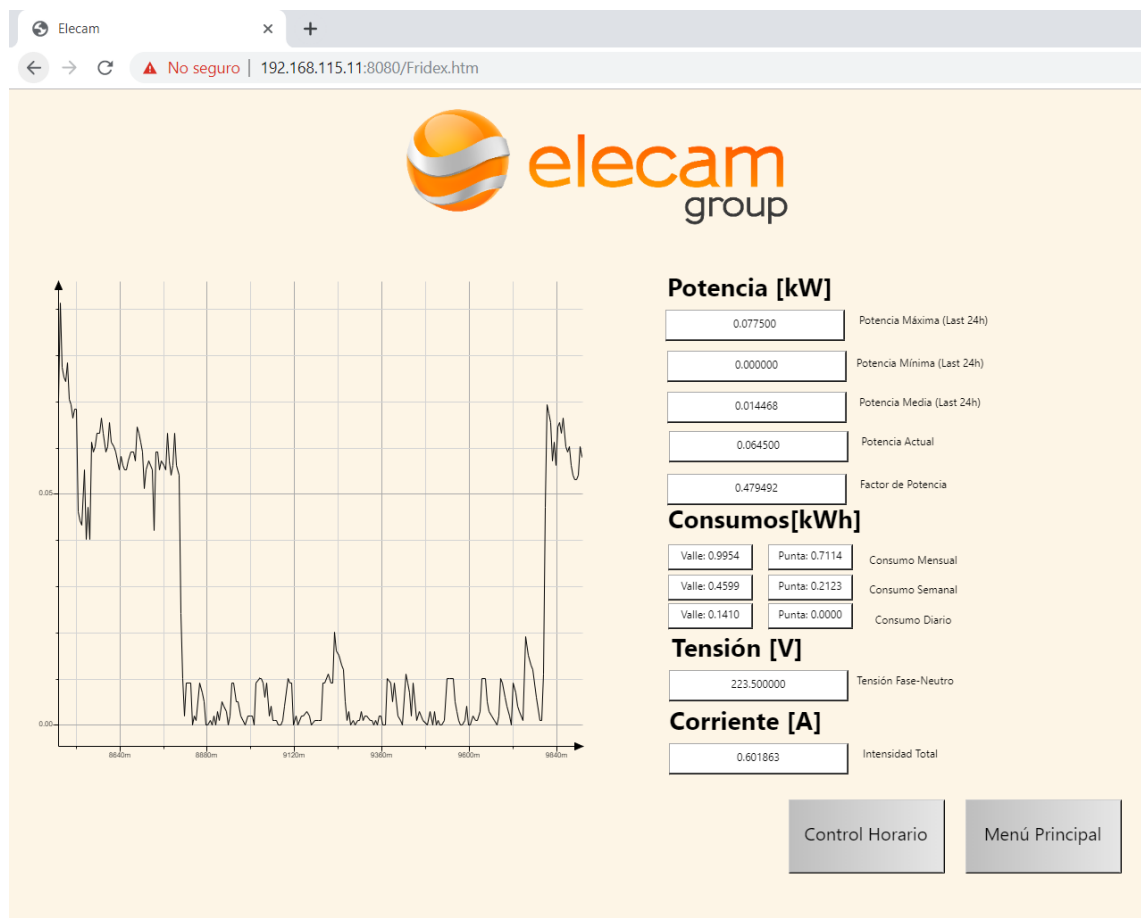 Elecam
No seguro | 192.168.115.11:8080/Fridex.htm
elecam
group
0.05
0.00
8640m 8880m 9120m 9360m 9600m 9840m
Potencia [kW]
0.077500 Potencia Máxima (Last 24h)
0.000000 Potencia Mínima (Last 24h)
0.014468 Potencia Media (Last 24h)
0.064500 Potencia Actual
0.479492 Factor de Potencia
Consumos[kWh]
Valle: 0.9954 Punta: 0.7114 Consumo Mensual
Valle: 0.4599 Punta: 0.2123 Consumo Semanal
Valle: 0.1410 Punta: 0.0000 Consumo Diario
Tensión [V]
223.500000 Tensión Fase-Neutro
Corriente [A]
0.601863 Intensidad Total
Control Horario Menú Principal